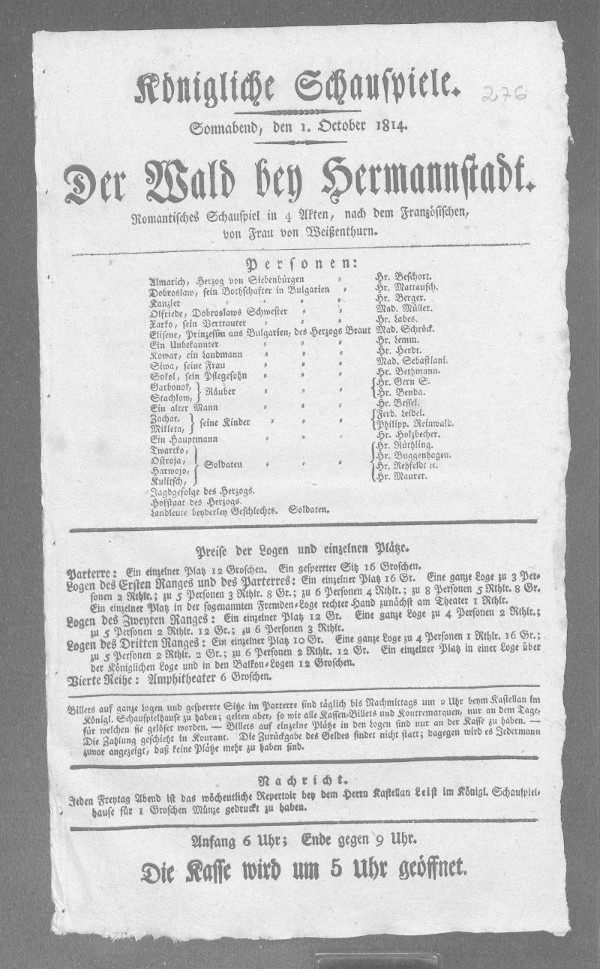 276
Königliche Schauspiele.
Sonnabend, den 1. October 1814.
Der Wald bey Hermannstadt.
Romantisches Schauspiel in 4 Akten, nach dem Französischen,
von Frau von Weißenthurn.
Personen:
Almarich, Herzog von Siebenbürgen Hr. Beschort.
Dobroslaw, sein Bothschafter in Bulgarien Hr. Mattausch.
Kanzler Hr. Berger.
Olfriede, Dobroslaws Schwester Mad. Müller.
Xarko, sein Vertrauter Hr. Labes.
Elisene, Prinzessin aus Bulgarien, des Herzogs Braut Mad. Schröck.
Ein Unbekannter Hr. Lemm.
Kowar, ein Landmann Hr. Herdt.
Siwa, seine Frau Mad. Sebastiani.
Sokol, sein Pflegesohn Hr. Bethmann.
Garbonok, Hr. Gern S.
Stachlow, Räuber Hr. Benda.
Ein alter Mann Hr. Bessel.
Zachar, Ferd. Leidel.
Mikleta, seine Kinder Philipp. Reinwald.
Ein Hauptmann Hr. Holzbecher.
Twartko, Hr. Rüthling.
Ostroja, Hr. Buggenhagen.
Harwojo, Soldaten Hr. Rehfeldt ec.
Kulitsch, Hr. Maurer.
Jagdgefolge des Herzogs.
Hofstaat des Herzogs.
Landleute beyderley Geschlechts. Soldaten.
Preise der Logen und einzelnen Plätze.
Parterre: Ein einzelner Platz 12 Groschen. Ein gesperrter Sitz 16 Groschen.
Logen des Ersten Ranges und des Parterres: Ein einzelner Platz 16 Gr. Eine ganze Loge zu 3 Per-
sonen 2 Rthlr.; zu 5 Personen 3 Rthlr. 8 Gr.; zu 6 Personen 4 Rthlr.; zu 8 Personen 5 Rthlr. 8 Gr.
Ein einzelner Platz in der sogenannten Fremden-Loge rechter Hand zunächst am Theater 1 Rthlr.
Logen des Zweyten Ranges: Ein einzelner Platz 12 Gr. Eine ganze Loge zu 4 Personen 2 Rthlr.;
zu 5 Personen 2 Rthlr. 12 Gr.; zu 6 Personen 3 Rthlr.
Logen des Dritten Ranges: Ein einzelner Platz 10 Gr. Eine ganze Loge zu 4 Personen 1 Rthlr. 16 Gr.;
zu 5 Personen 2 Rthlr. 2 Gr.; zu 6 Personen 2 Rthlr. 12 Gr. Ein einzelner Platz in einer Loge über
der Königlichen Loge und in den Balkon-Logen 12 Groschen.
Vierte Reihe: Amphitheater 6 Groschen.
Billets auf ganze Logen und gesperrte Sitze im Parterre sind täglich bis Nachmittags um 2 Uhr beym Kastellan im
Königl. Schauspielhause zu haben; gelten aber, so wie alle Kassen-Billets und Kontremarquen, nur an dem Tage,
für welchen sie gelöset worden. — Billets auf einzelne Plätze in den Logen sind nur an der Kasse zu haben. —
Die Zahlung geschieht in Kourant. Die Zurückgabe des Geldes findet nicht statt; dagegen wird es Jedermann
zuvor angezeigt, daß keine Plätze mehr zu haben sind.
Nachricht.
Jeden Freytag Abend ist das wöchentliche Repertoir bey dem Herrn Kastellan Leist im Königl. Schauspiel-
hause für 1 Groschen Münze gedruckt zu haben.
Anfang 6 Uhr; Ende gegen 9 Uhr.
Die Kasse wird um 5 Uhr geöffnet.